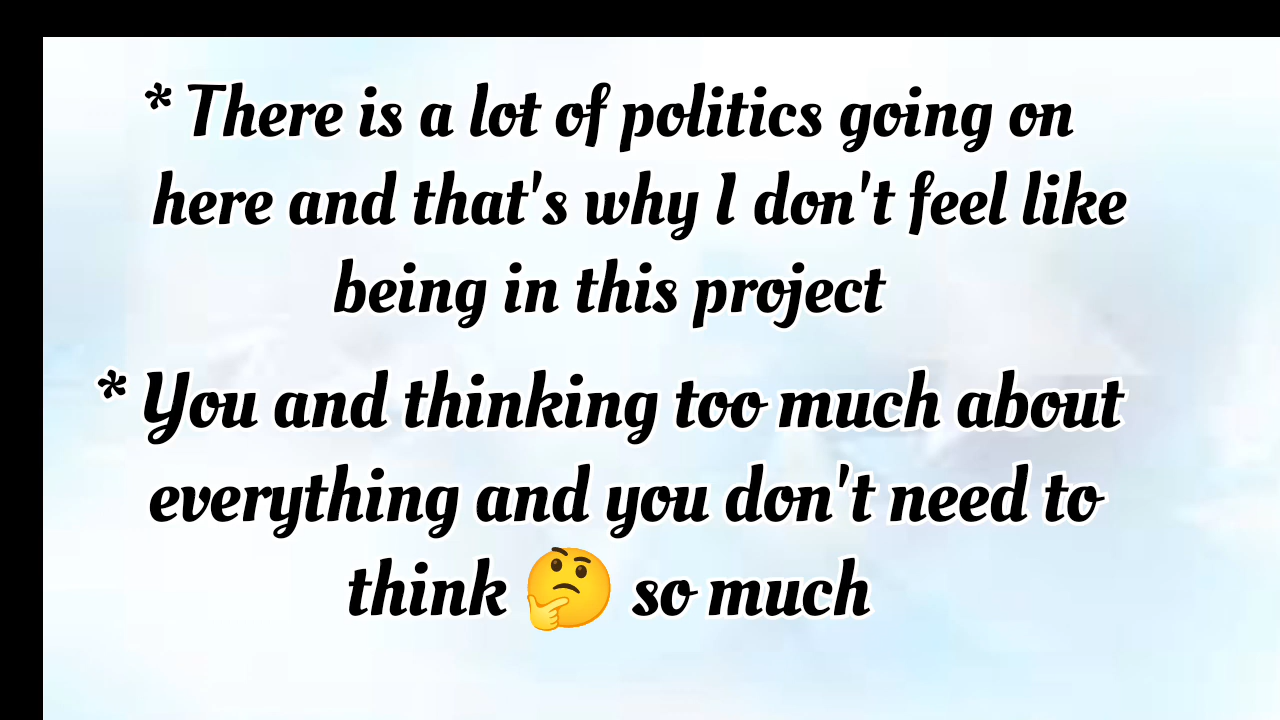 * There is a lot of politics going on
here and that's why I don't feel like
being in this project
* You and thinking too much about
everything and you don't need to
think 🤔 so much